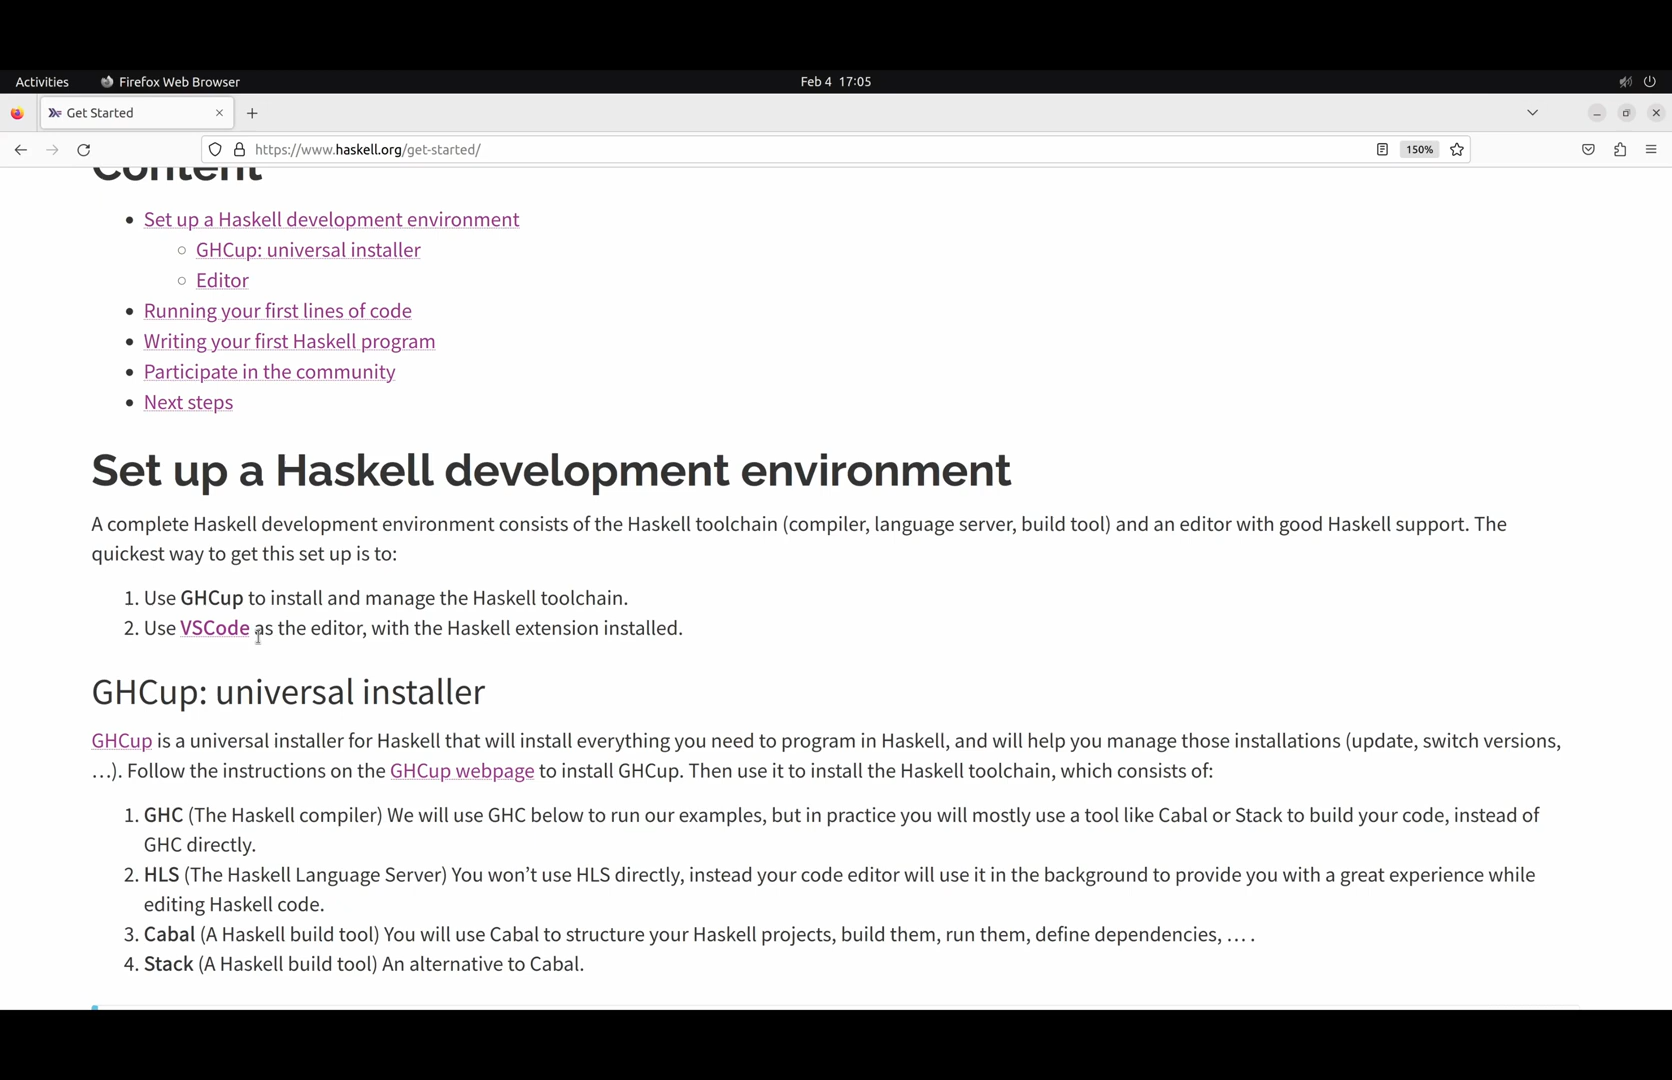 Activities Firefox Web Browser Feb 4 17:05
Get Started
https://www.haskell.org/get-started/ 150%
Content
Set up a Haskell development environment
GHCup: universal installer
Editor
Running your first lines of code
Writing your first Haskell program
Participate in the community
Next steps
Set up a Haskell development environment
A complete Haskell development environment consists of the Haskell toolchain (compiler, language server, build tool) and an editor with good Haskell support. The
quickest way to get this set up is to:
1. Use GHCup to install and manage the Haskell toolchain.
2. Use VSCode as the editor, with the Haskell extension installed.
GHCup: universal installer
GHCup is a universal installer for Haskell that will install everything you need to program in Haskell, and will help you manage those installations (update, switch versions,
…). Follow the instructions on the GHCup webpage to install GHCup. Then use it to install the Haskell toolchain, which consists of:
1. GHC (The Haskell compiler) We will use GHC below to run our examples, but in practice you will mostly use a tool like Cabal or Stack to build your code, instead of
GHC directly.
2. HLS (The Haskell Language Server) You won’t use HLS directly, instead your code editor will use it in the background to provide you with a great experience while
editing Haskell code.
3. Cabal (A Haskell build tool) You will use Cabal to structure your Haskell projects, build them, run them, define dependencies, … .
4. Stack (A Haskell build tool) An alternative to Cabal.